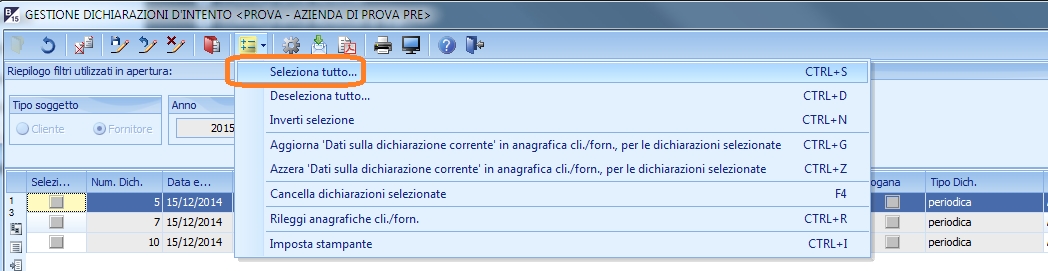 B 15 GESTIONE DICHIARAZIONI D'INTENTO <PROVA - AZIENDA DI PROVA PRE>
Riepilogo filtri utilizzati in apertura:
Tipo soggetto
Cliente Fornitore
Anno
2015
Seleziona tutto... CTRL+S
Deseleziona tutto... CTRL+D
Inverti selezione CTRL+N
Aggiorna 'Dati sulla dichiarazione corrente' in anagrafica cli./forn., per le dichiarazioni selezionate CTRL+G
Azzera 'Dati sulla dichiarazione corrente' in anagrafica cli./forn., per le dichiarazioni selezionate CTRL+Z
Cancella dichiarazioni selezionate F4
Rileggi anagrafiche cli./forn. CTRL+R
Imposta stampante CTRL+I
Selezi... Num. Dich. Data e... ogana Tipo Dich.
1
3
5 15/12/2014 periodica
7 15/12/2014 periodica
10 15/12/2014 periodica